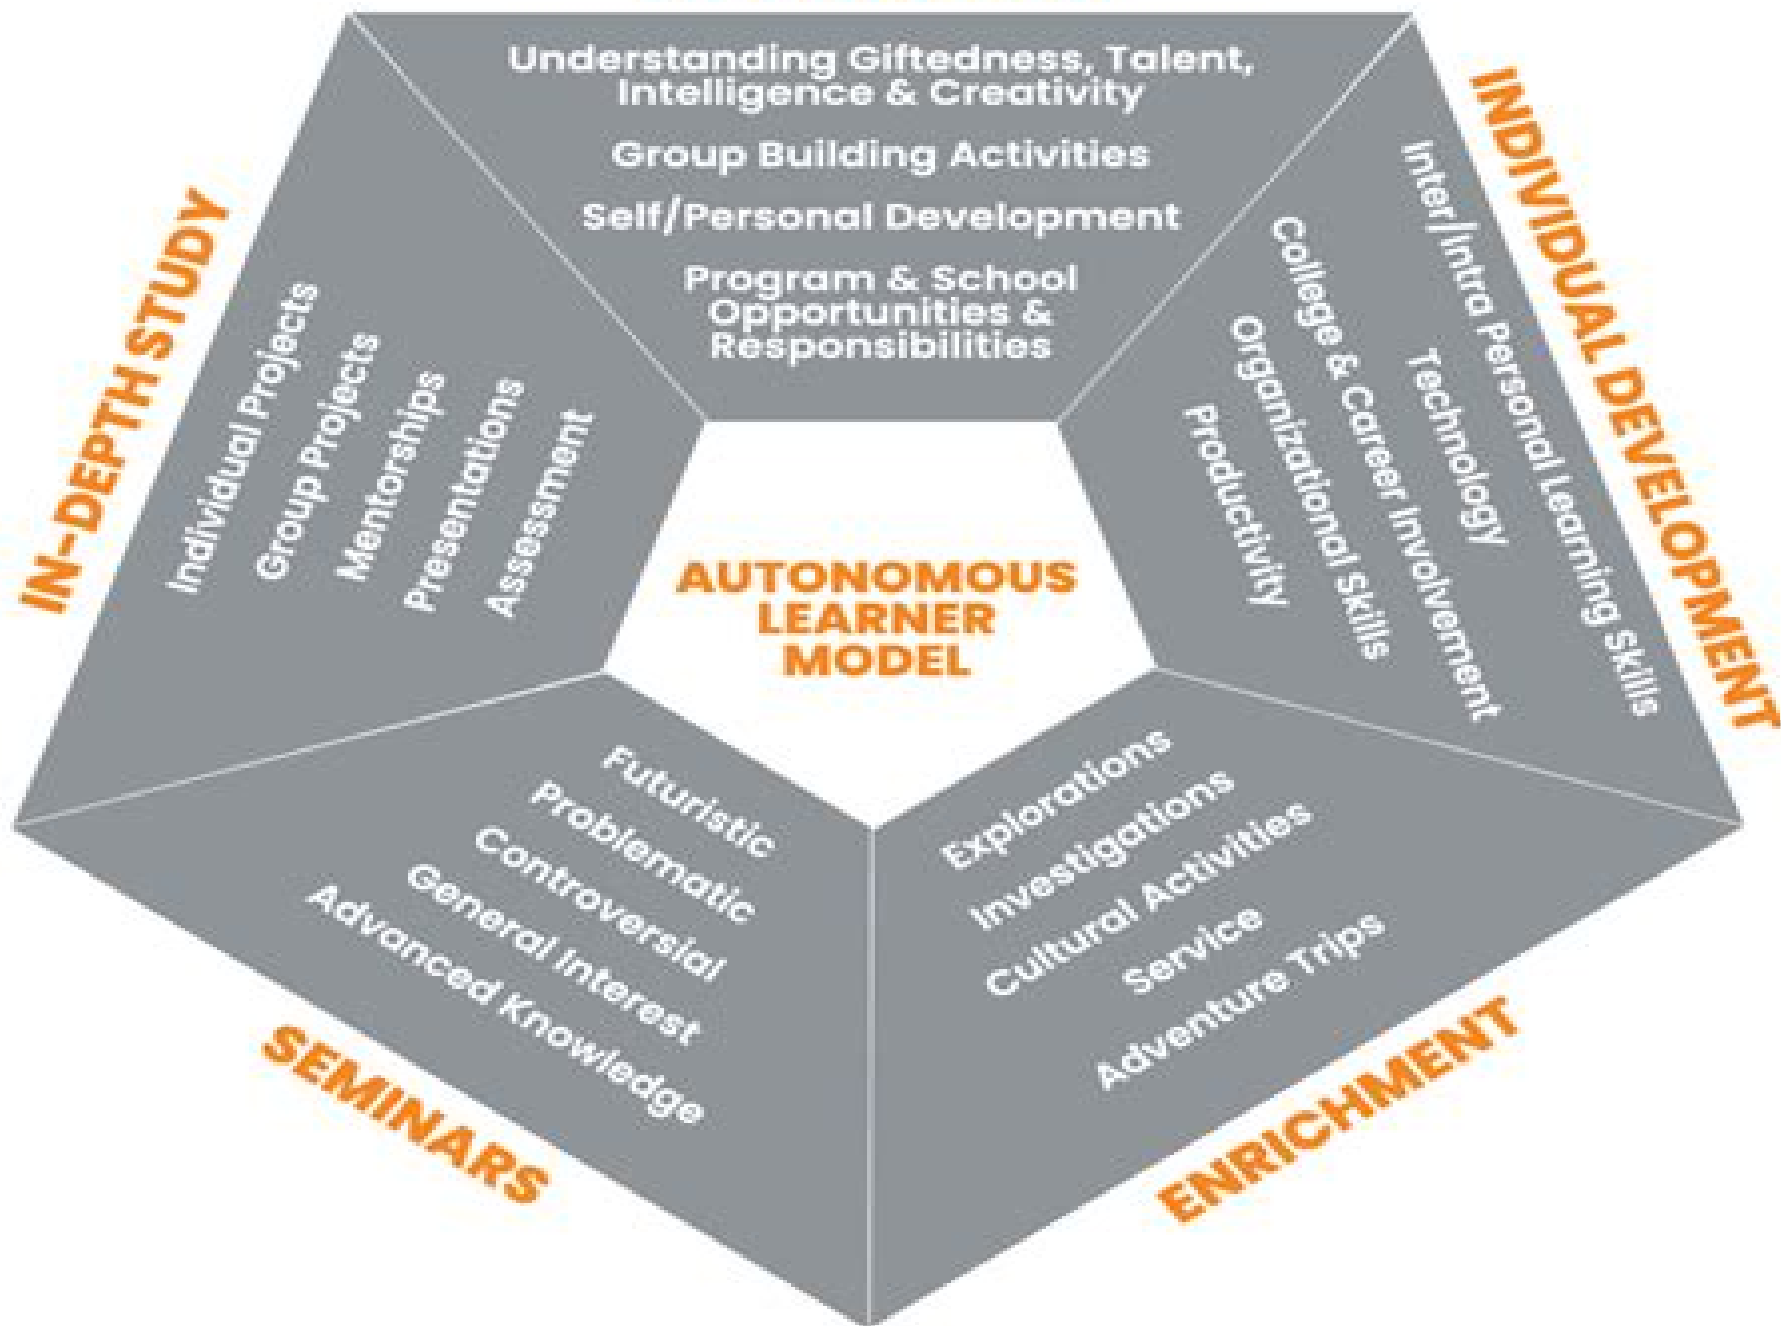 Understanding Giftedness, Talent,
Intelligence & Creativity
Group Building Activities
Self/Personal Development
Program & School
Opportunities &
Responsibilities
INDIVIDUAL DEVELOPMENT
Inter/Intra Personal Learning Skills
Technology
College & Career Involvement
Organizational Skills
Productivity
ENRICHMENT
Explorations
Investigations
Cultural Activities
Service
Adventure Trips
SEMINARS
Futuristic
Problematic
Controversial
General Interest
Advanced Knowledge
IN-DEPTH STUDY
Individual Projects
Group Projects
Mentorships
Presentations
Assessment
AUTONOMOUS
LEARNER
MODEL